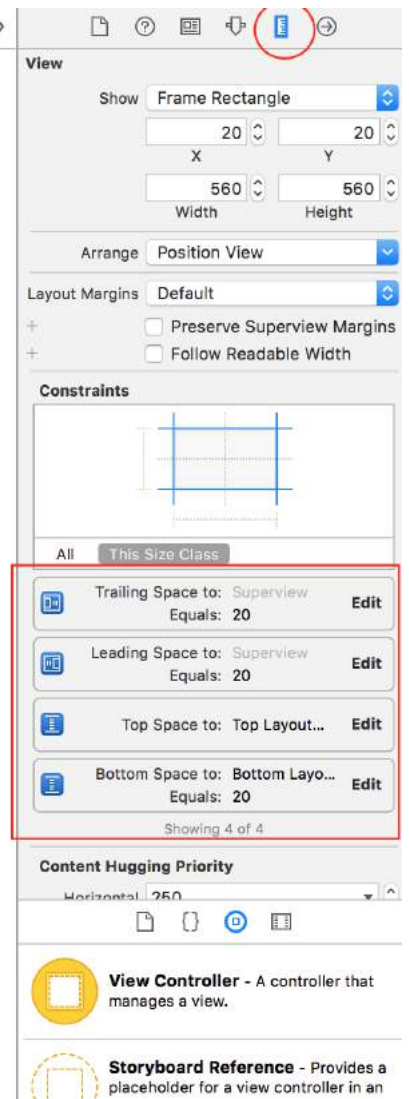 View
Show Frame Rectangle
20 20
X Y
560 560
Width Height
Arrange Position View
Layout Margins Default
Preserve Superview Margins
Follow Readable Width
Constraints
All This Size Class
Trailing Space to: Superview
Equals: 20
Edit
Leading Space to: Superview
Equals: 20
Edit
Top Space to: Top Layout... Edit
Bottom Space to: Bottom Layo...
Equals: 20
Edit
Showing 4 of 4
Content Hugging Priority
Horizontal 250
View Controller - A controller that
manages a view.
Storyboard Reference - Provides a
placeholder for a view controller in an